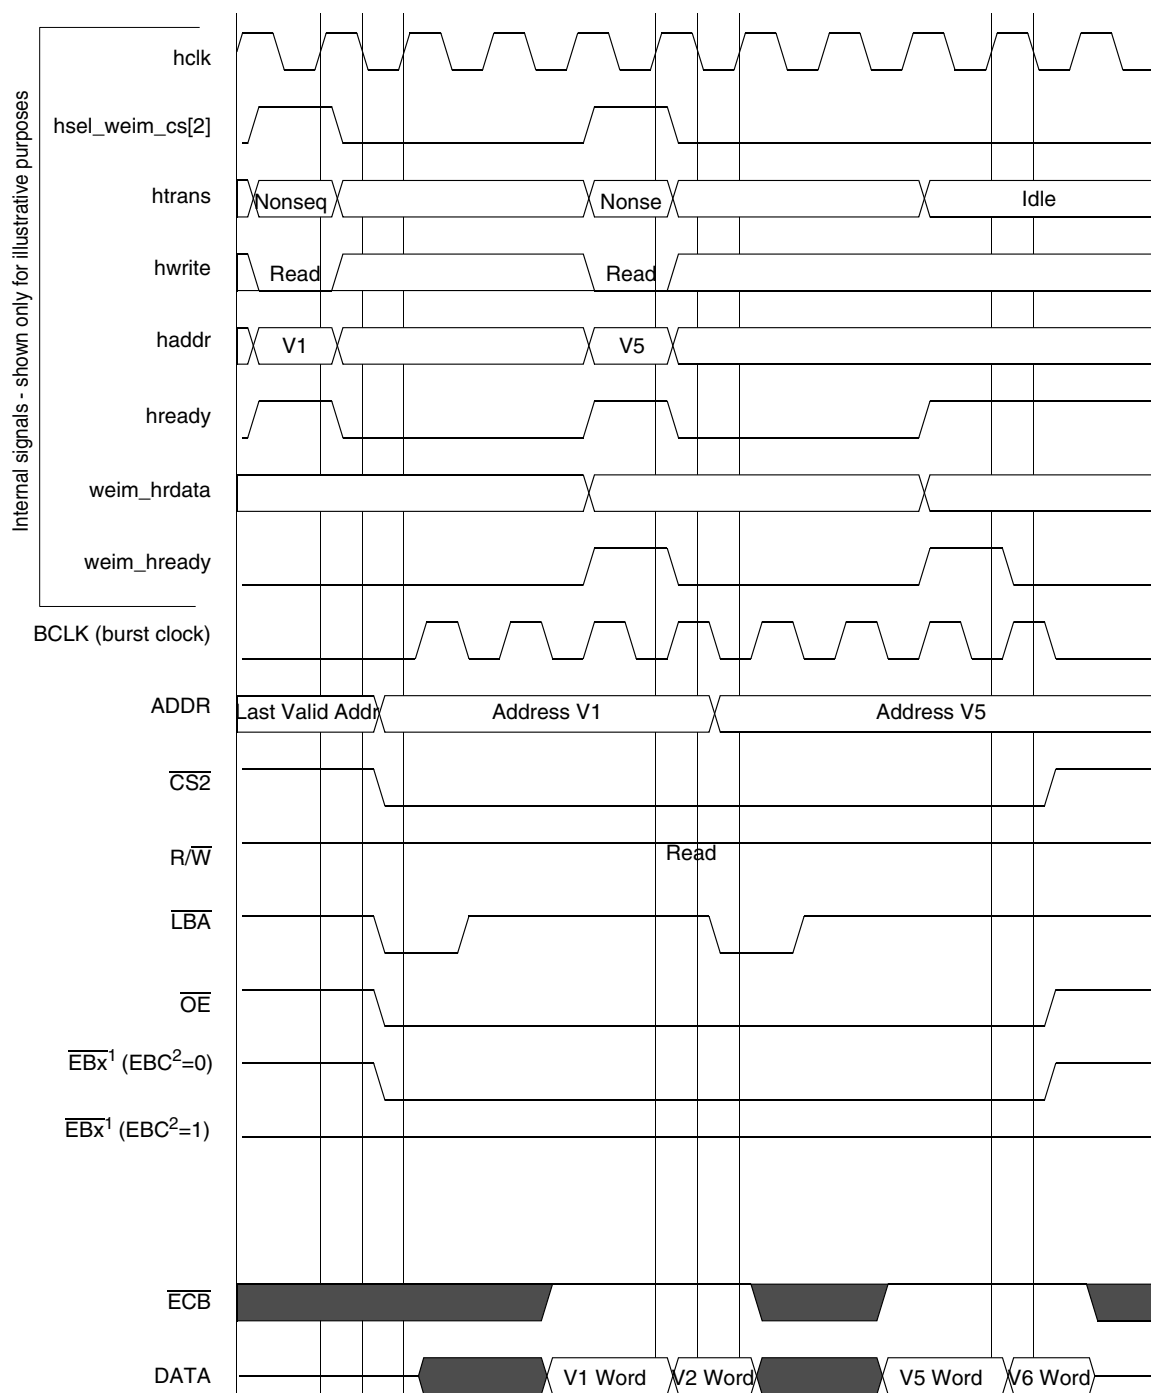 Internal signals - shown only for illustrative purposes
hclk
hsel_weim_cs[2]
htrans
Nonseq
Nonse
Idle
hwrite
Read
Read
haddr
V1
V5
hready
weim_hrdata
weim_hready
BCLK (burst clock)
ADDR
Last Valid Addr
Address V1
Address V5
CS2
R/W
Read
LBA
OE
EBx1 (EBC2=0)
EBx1 (EBC2=1)
ECB
DATA
V1 Word
V2 Word
V5 Word
V6 Word